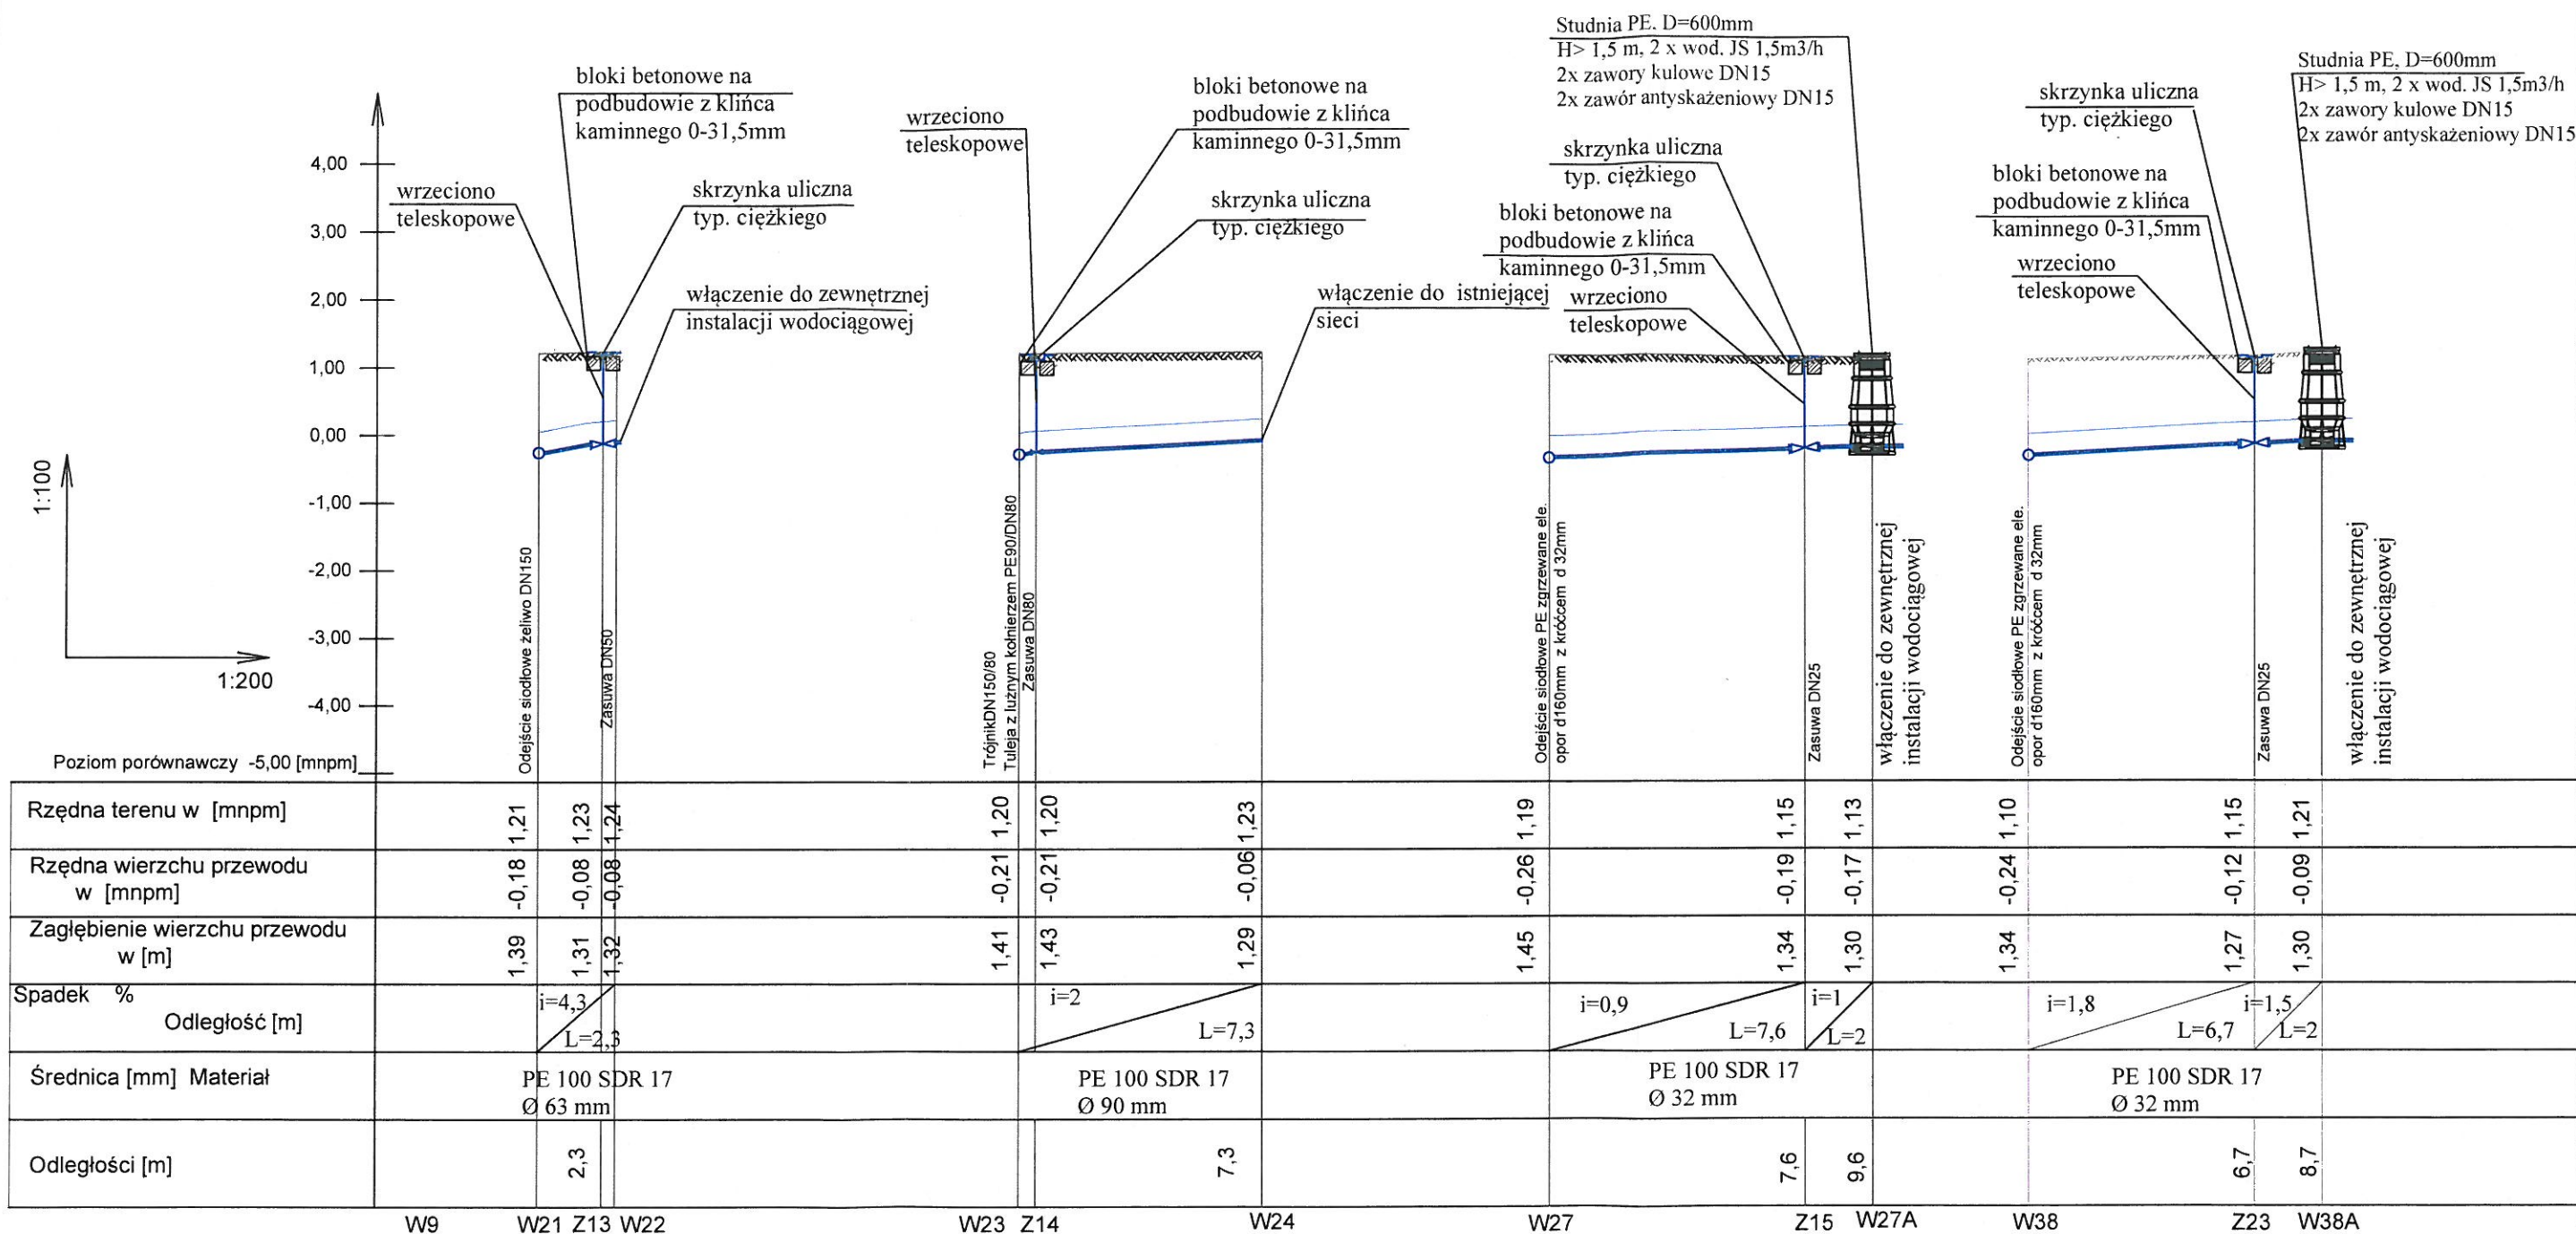 Studnia PE. D=600mm
H> 1,5 m, 2 x wod. JS 1,5m3/h
2x zawory kulowe DN15
2x zawór antyskażeniowy DN15
Studnia PE, D=600mm
H> 1,5 m, 2 x wod. JS 1,5m3/h
2x zawory kulowe DN15
2x zawór antyskażeniowy DN15
bloki betonowe na
podbudowie z klińca
kaminnego 0-31,5mm
wrzeciono
teleskopowe
bloki betonowe na
podbudowie z klińca
kaminnego 0-31,5mm
skrzynka uliczna
typ. ciężkiego
skrzynka uliczna
typ. ciężkiego
wrzeciono
teleskopowe
skrzynka uliczna
typ. ciężkiego
skrzynka uliczna
typ. ciężkiego
bloki betonowe na
podbudowie z klińca
kaminnego 0-31,5mm
bloki betonowe na
podbudowie z klińca
kaminnego 0-31,5mm
włączenie do zewnętrznej
instalacji wodociągowej
włączenie do istniejącej
sieci
wrzeciono
teleskopowe
wrzeciono
teleskopowe
4,00
3,00
2,00
1,00
0,00
-1,00
-2,00
-3,00
-4,00
1:100
1:200
Poziom porównawczy -5,00 [mnpm]
Odejście siodłowe żeliwo DN150
Zasuwa DN50
TrójnikDN150/80
Tuleja z luźnym kołnierzem PE90/DN80
Zasuwa DN80
Odejście siodłowe PE zgrzewane ele.
opor d160mm z króćcem d 32mm
Zasuwa DN25
włączenie do zewnętrznej
instalacji wodociągowej
Odejście siodłowe PE zgrzewane ele.
opor d160mm z króćcem d 32mm
Zasuwa DN25
włączenie do zewnętrznej
instalacji wodociągowej
Rzędna terenu w [mnpm]
1,21 1,23 1,24 1,20 1,20 1,23 1,19 1,15 1,13 1,10 1,15 1,21
Rzędna wierzchu przewodu
w [mnpm]
-0,18 -0,08 -0,08 -0,21 -0,21 -0,06 -0,26 -0,19 -0,17 -0,24 -0,12 -0,09
Zagłębienie wierzchu przewodu
w [m]
1,39 1,31 1,32 1,41 1,43 1,29 1,45 1,34 1,30 1,34 1,27 1,30
Spadek %
Odległość [m]
i=4,3 i=2 i=0,9 i=1 i=1,8 i=1,5
L=2,3 L=7,3 L=7,6 L=2 L=6,7 L=2
Średnica [mm] Materiał
PE 100 SDR 17
Ø 63 mm
PE 100 SDR 17
Ø 90 mm
PE 100 SDR 17
Ø 32 mm
PE 100 SDR 17
Ø 32 mm
Odległości [m]
2,3 7,3 7,6 9,6 6,7 8,7
W9 W21 Z13 W22 W23 Z14 W24 W27 Z15 W27A W38 Z23 W38A